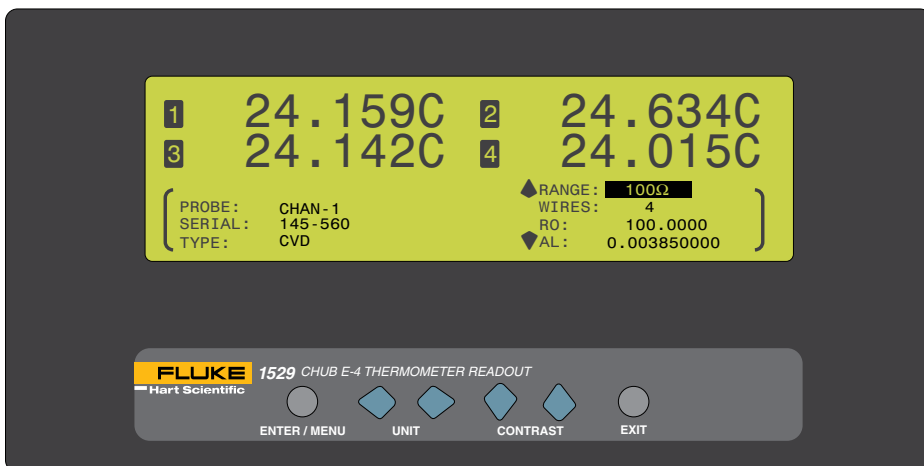 1 24.159C 2 24.634C
3 24.142C 4 24.015C
PROBE: CHAN-1
SERIAL: 145-560
TYPE: CVD
RANGE: 100Ω
WIRES: 4
RO: 100.0000
AL: 0.003850000
FLUKE
Hart Scientific
1529 CHUB E-4 THERMOMETER READOUT
ENTER / MENU UNIT CONTRAST EXIT